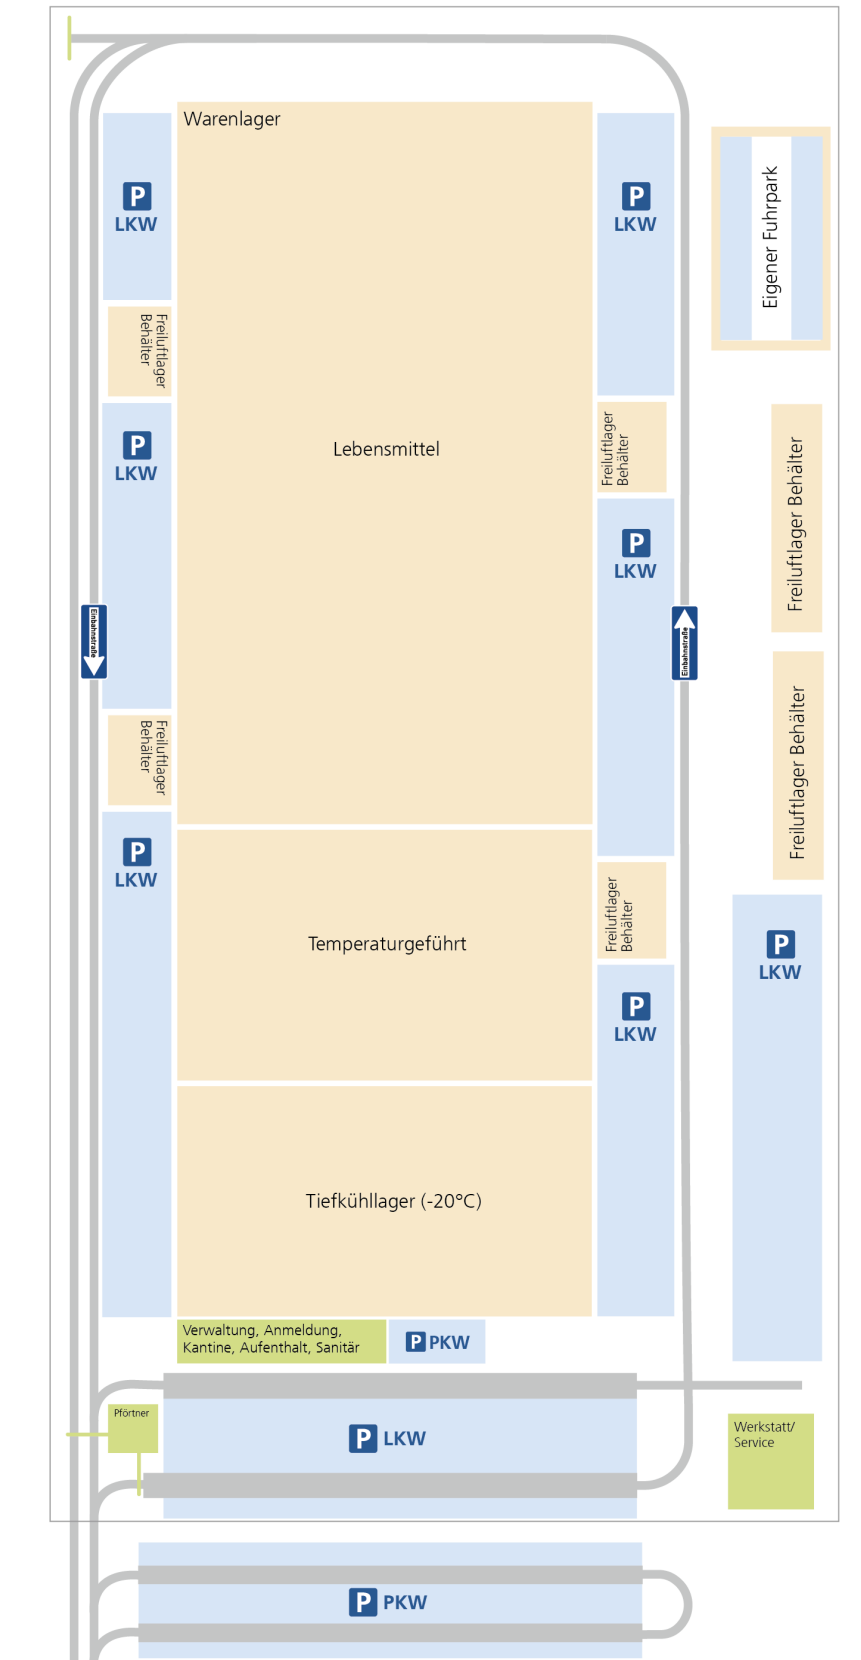 Warenlager
P
LKW
P
LKW
Eigener Fuhrpark
Freiluftlager
Behälter
Freiluftlager
Behälter
P
LKW
Lebensmittel
Freiluftlager Behälter
P
LKW
Einbahnstraße
Einbahnstraße
Freiluftlager
Behälter
Freiluftlager Behälter
P
LKW
Freiluftlager
Behälter
Temperaturgeführt
P
LKW
P
LKW
Tiefkühllager (-20°C)
Verwaltung, Anmeldung,
Kantine, Aufenthalt, Sanitär
P PKW
Pförtner
P LKW
Werkstatt/
Service
P PKW